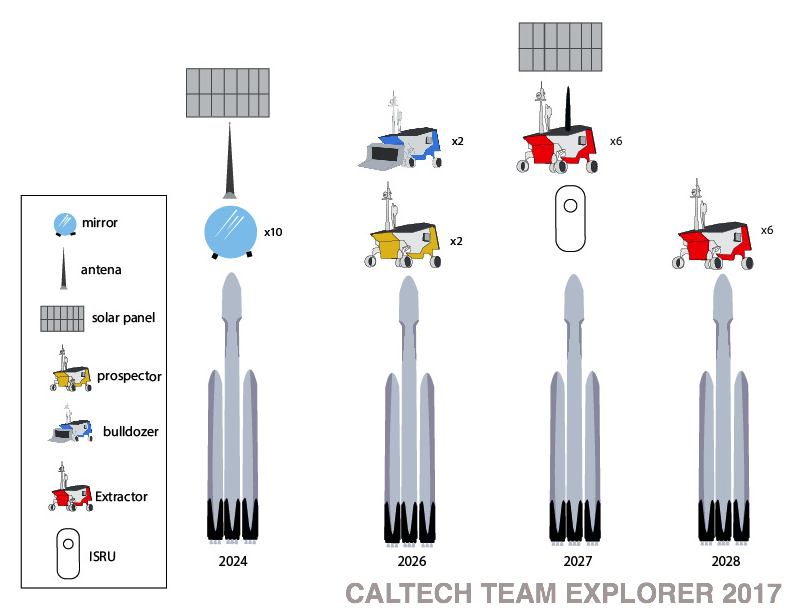 x2
x6
x10
x2
x6
mirror
antena
solar panel
prospector
bulldozer
Extractor
ISRU
2024
2026
2027
2028
CALTECH TEAM EXPLORER 2017